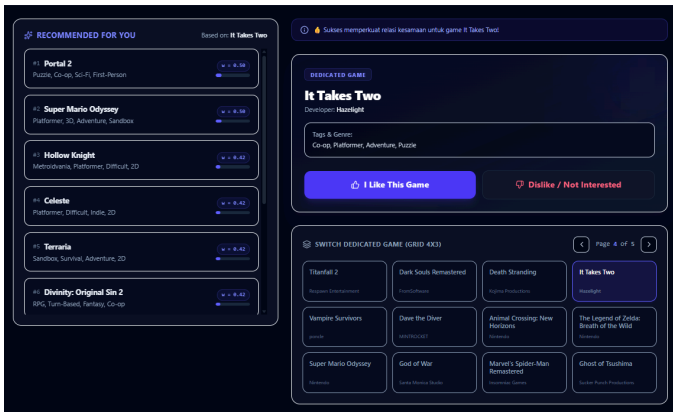 RECOMMENDED FOR YOU
Based on: It Takes Two
#1 Portal 2
Puzzle, Co-op, Sci-Fi, First-Person
w = 0.50
#2 Super Mario Odyssey
Platformer, 3D, Adventure, Sandbox
w = 0.50
#3 Hollow Knight
Metroidvania, Platformer, Difficult, 2D
w = 0.42
#4 Celeste
Platformer, Difficult, Indie, 2D
w = 0.42
#5 Terraria
Sandbox, Survival, Adventure, 2D
w = 0.42
#6 Divinity: Original Sin 2
RPG, Turn-Based, Fantasy, Co-op
w = 0.42
Sukses memperkuat relasi kesamaan untuk game It Takes Two!
DEDICATED GAME
It Takes Two
Developer: Hazelight
Tags & Genre:
Co-op, Platformer, Adventure, Puzzle
I Like This Game
Dislike / Not Interested
SWITCH DEDICATED GAME (GRID 4X3)
Page 4 of 5
Titanfall 2
Respawn Entertainment
Dark Souls Remastered
FromSoftware
Death Stranding
Kojima Productions
It Takes Two
Hazelight
Vampire Survivors
poncle
Dave the Diver
MINTROCKET
Animal Crossing: New
Horizons
Nintendo
The Legend of Zelda:
Breath of the Wild
Nintendo
Super Mario Odyssey
Nintendo
God of War
Santa Monica Studio
Marvel's Spider-Man
Remastered
Insomniac Games
Ghost of Tsushima
Sucker Punch Productions